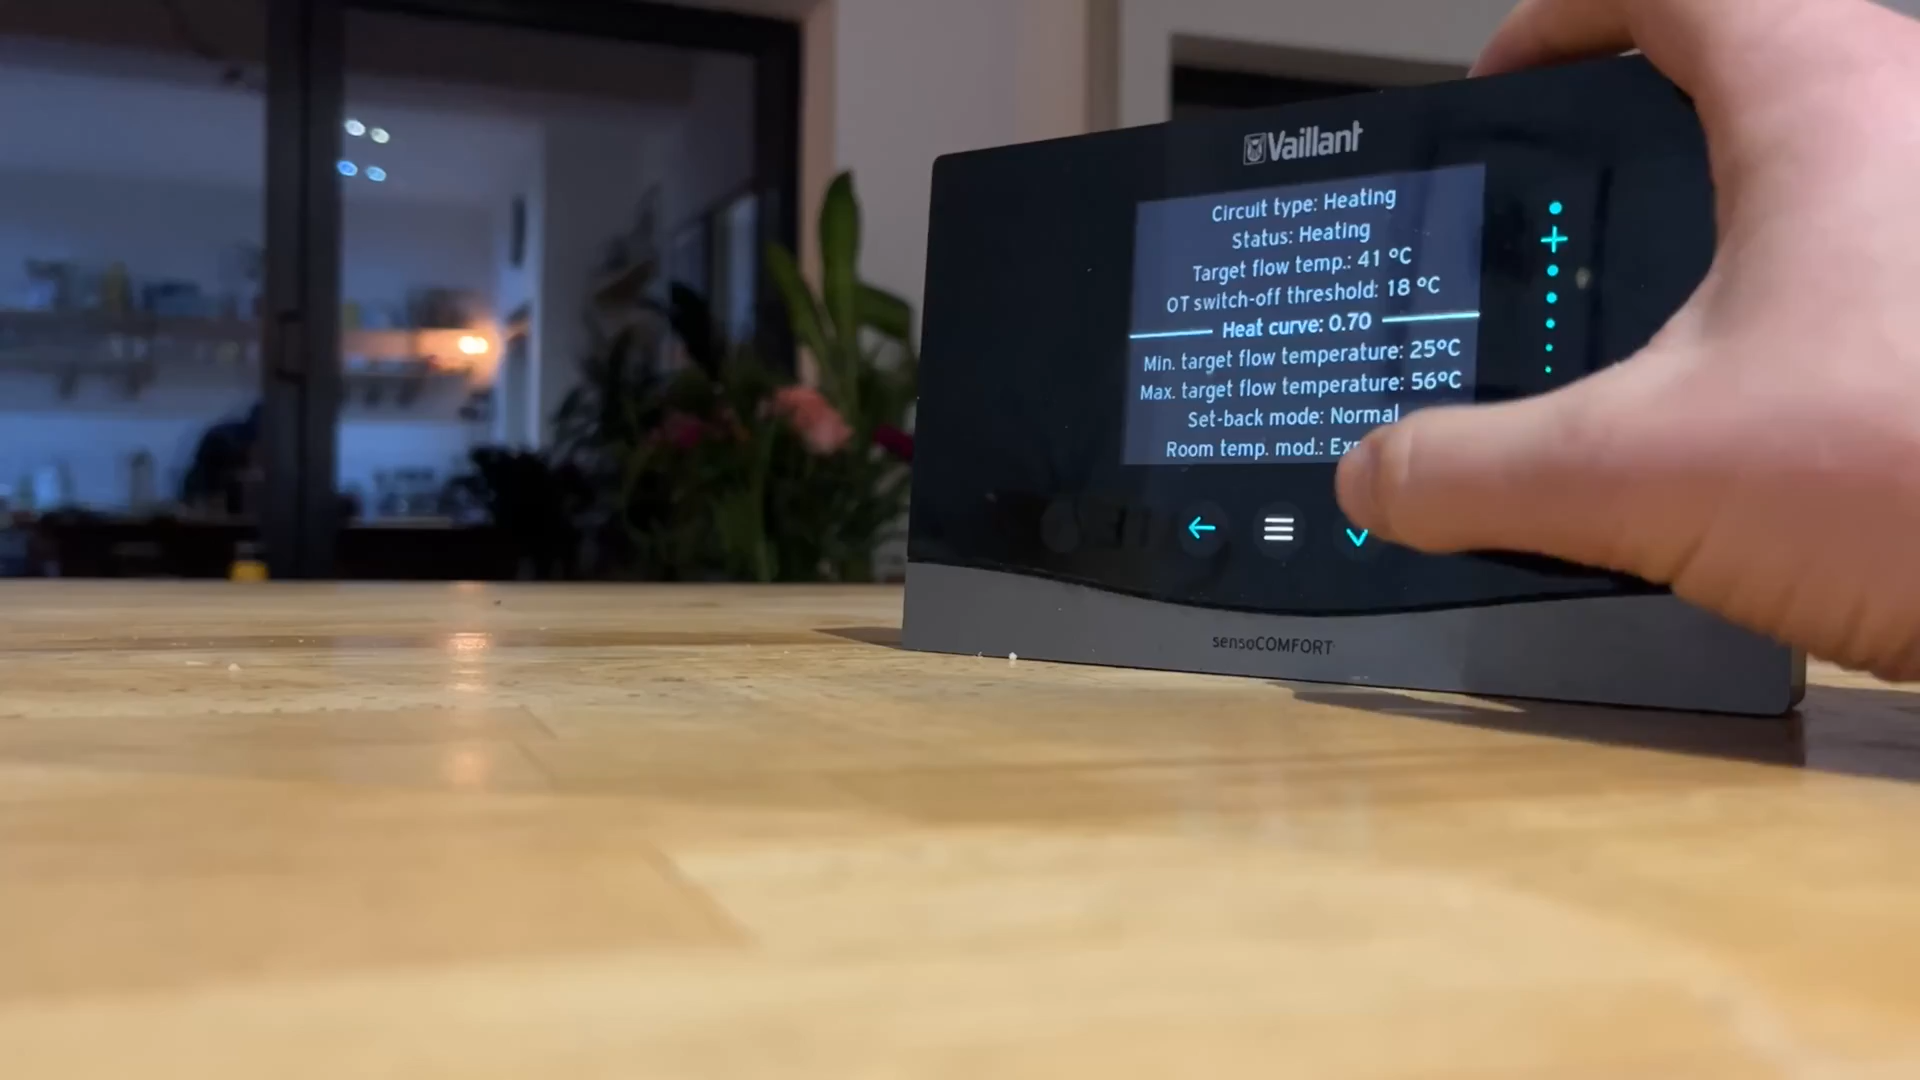 Vaillant
Circuit type: Heating
Status: Heating
Target flow temp.: 41 °C
OT switch-off threshold: 18 °C
Heat curve: 0.70
Min. target flow temperature: 25°C
Max. target flow temperature: 56°C
Set-back mode: Normal
Room temp. mod.:
sensoCOMFORT